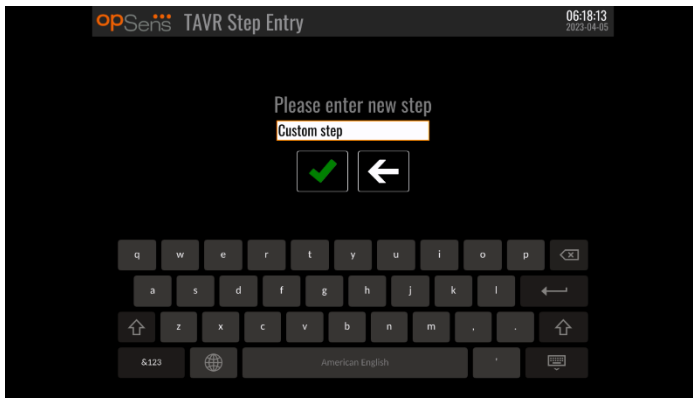 opSens TAVR Step Entry
06:18:13
2023-04-05
Please enter new step
Custom step
q w e r t y u i o p
a s d f g h j k l
z x c v b n m , .
&123 American English '